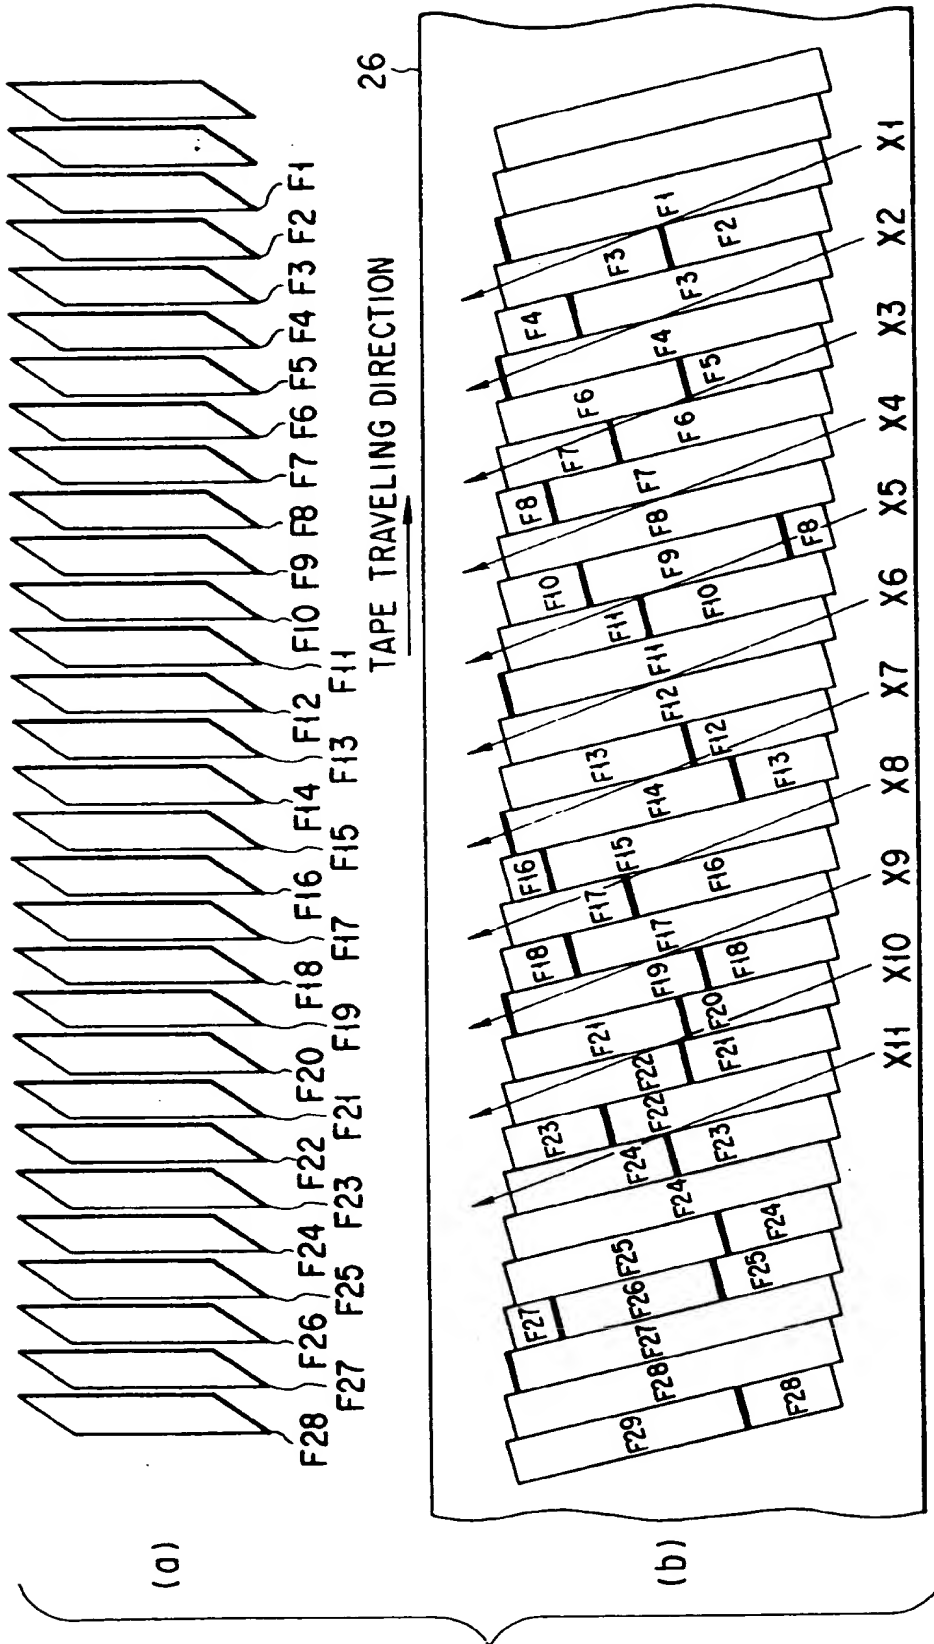 (a)
F28
F27
F26
F25
F24
F23
F22
F21
F20
F19
F18
F17
F16
F15
F14
F13
F12
F11
F10
F9
F8
F7
F6
F5
F4
F3
F2
F1
TAPE TRAVELING DIRECTION
26
(b)
F29
F28
F28
F27
F27
F26
F25
F25
F24
F24
F24
F23
F23
F22
F22
F21
F21
F20
F19
F18
F18
F17
F17
F16
F16
F15
F14
F13
F13
F12
F12
F11
F11
F10
F10
F9
F8
F8
F8
F7
F7
F6
F6
F5
F4
F4
F3
F3
F2
F1
X11
X10
X9
X8
X7
X6
X5
X4
X3
X2
X1